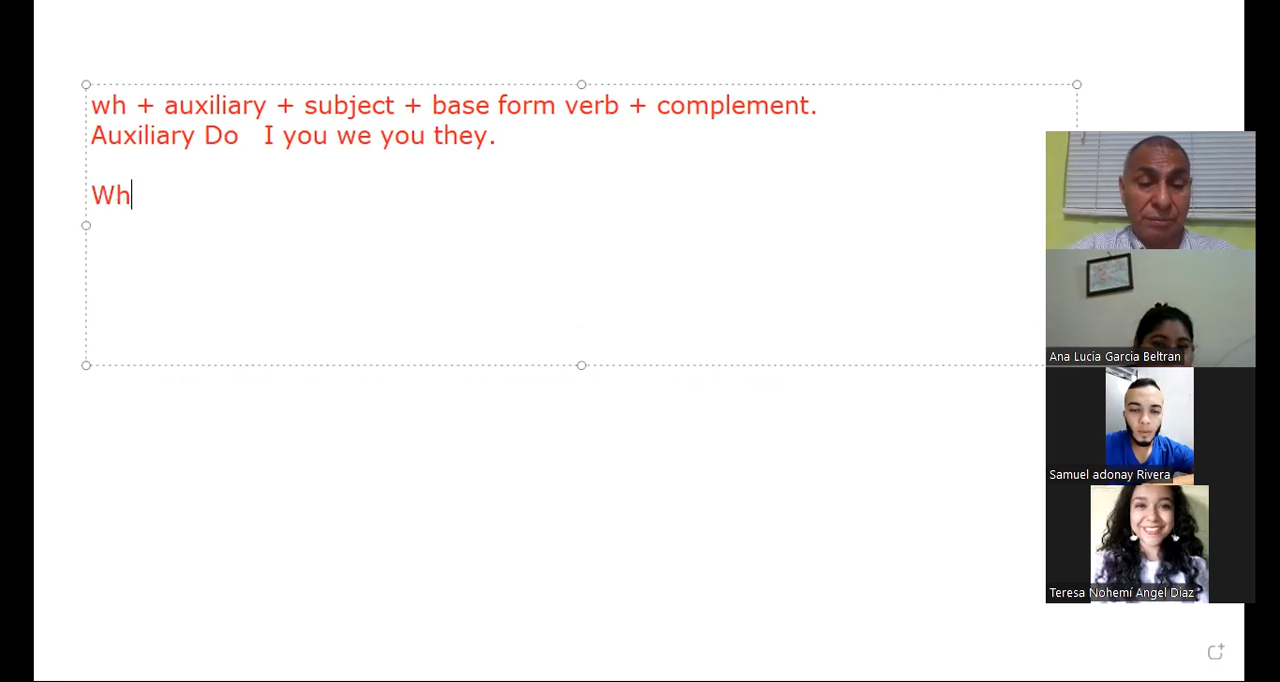 wh + auxiliary + subject + base form verb + complement.
Auxiliary Do I you we you they.
Wh
Ana Lucia Garcia Beltran
Samuel adonay Rivera
Teresa Nohemí Angel Diaz